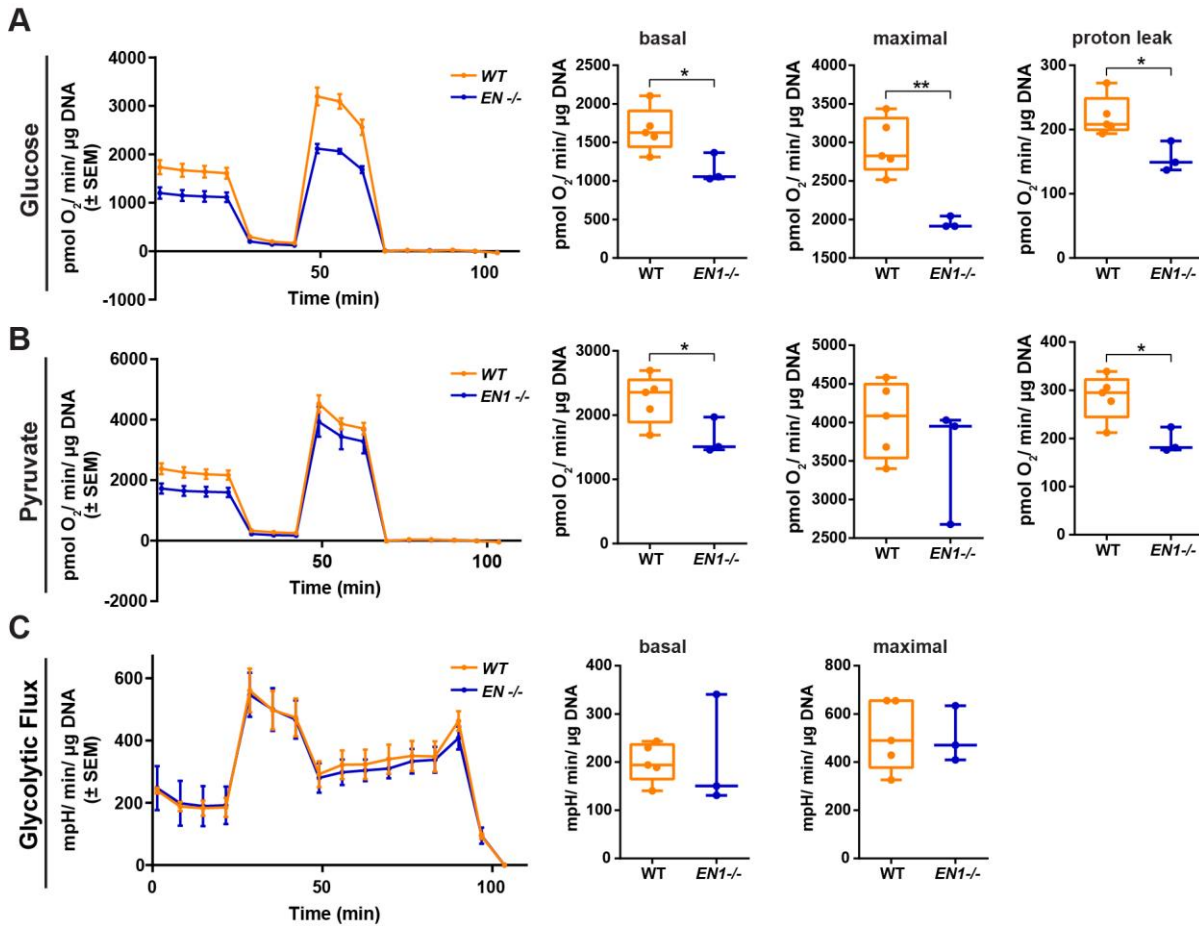 A
Glucose
pmol O2/ min/ µg DNA
(± SEM)
4000
3000
2000
1000
0
-1000
50
100
Time (min)
WT
EN -/-
basal
pmol O2/ min/ µg DNA
2500
2000
1500
1000
500
0
*
WT
EN1-/-
maximal
pmol O2/ min/ µg DNA
4000
3500
3000
2500
2000
1500
**
WT
EN1-/-
proton leak
pmol O2/ min/ µg DNA
300
200
100
0
*
WT
EN1-/-
B
Pyruvate
pmol O2/ min/ µg DNA
(± SEM)
6000
4000
2000
0
-2000
50
100
Time (min)
WT
EN1 -/-
pmol O2/ min/ µg DNA
3000
2000
1000
0
*
WT
EN1-/-
pmol O2/ min/ µg DNA
5000
4500
4000
3500
3000
2500
WT
EN1-/-
pmol O2/ min/ µg DNA
400
300
200
100
0
*
WT
EN1-/-
C
Glycolytic Flux
mpH/ min/ µg DNA
(± SEM)
600
400
200
0
0
50
100
Time (min)
WT
EN -/-
basal
mpH/ min/ µg DNA
400
300
200
100
0
WT
EN1-/-
maximal
mpH/ min/ µg DNA
800
600
400
200
0
WT
EN1-/-